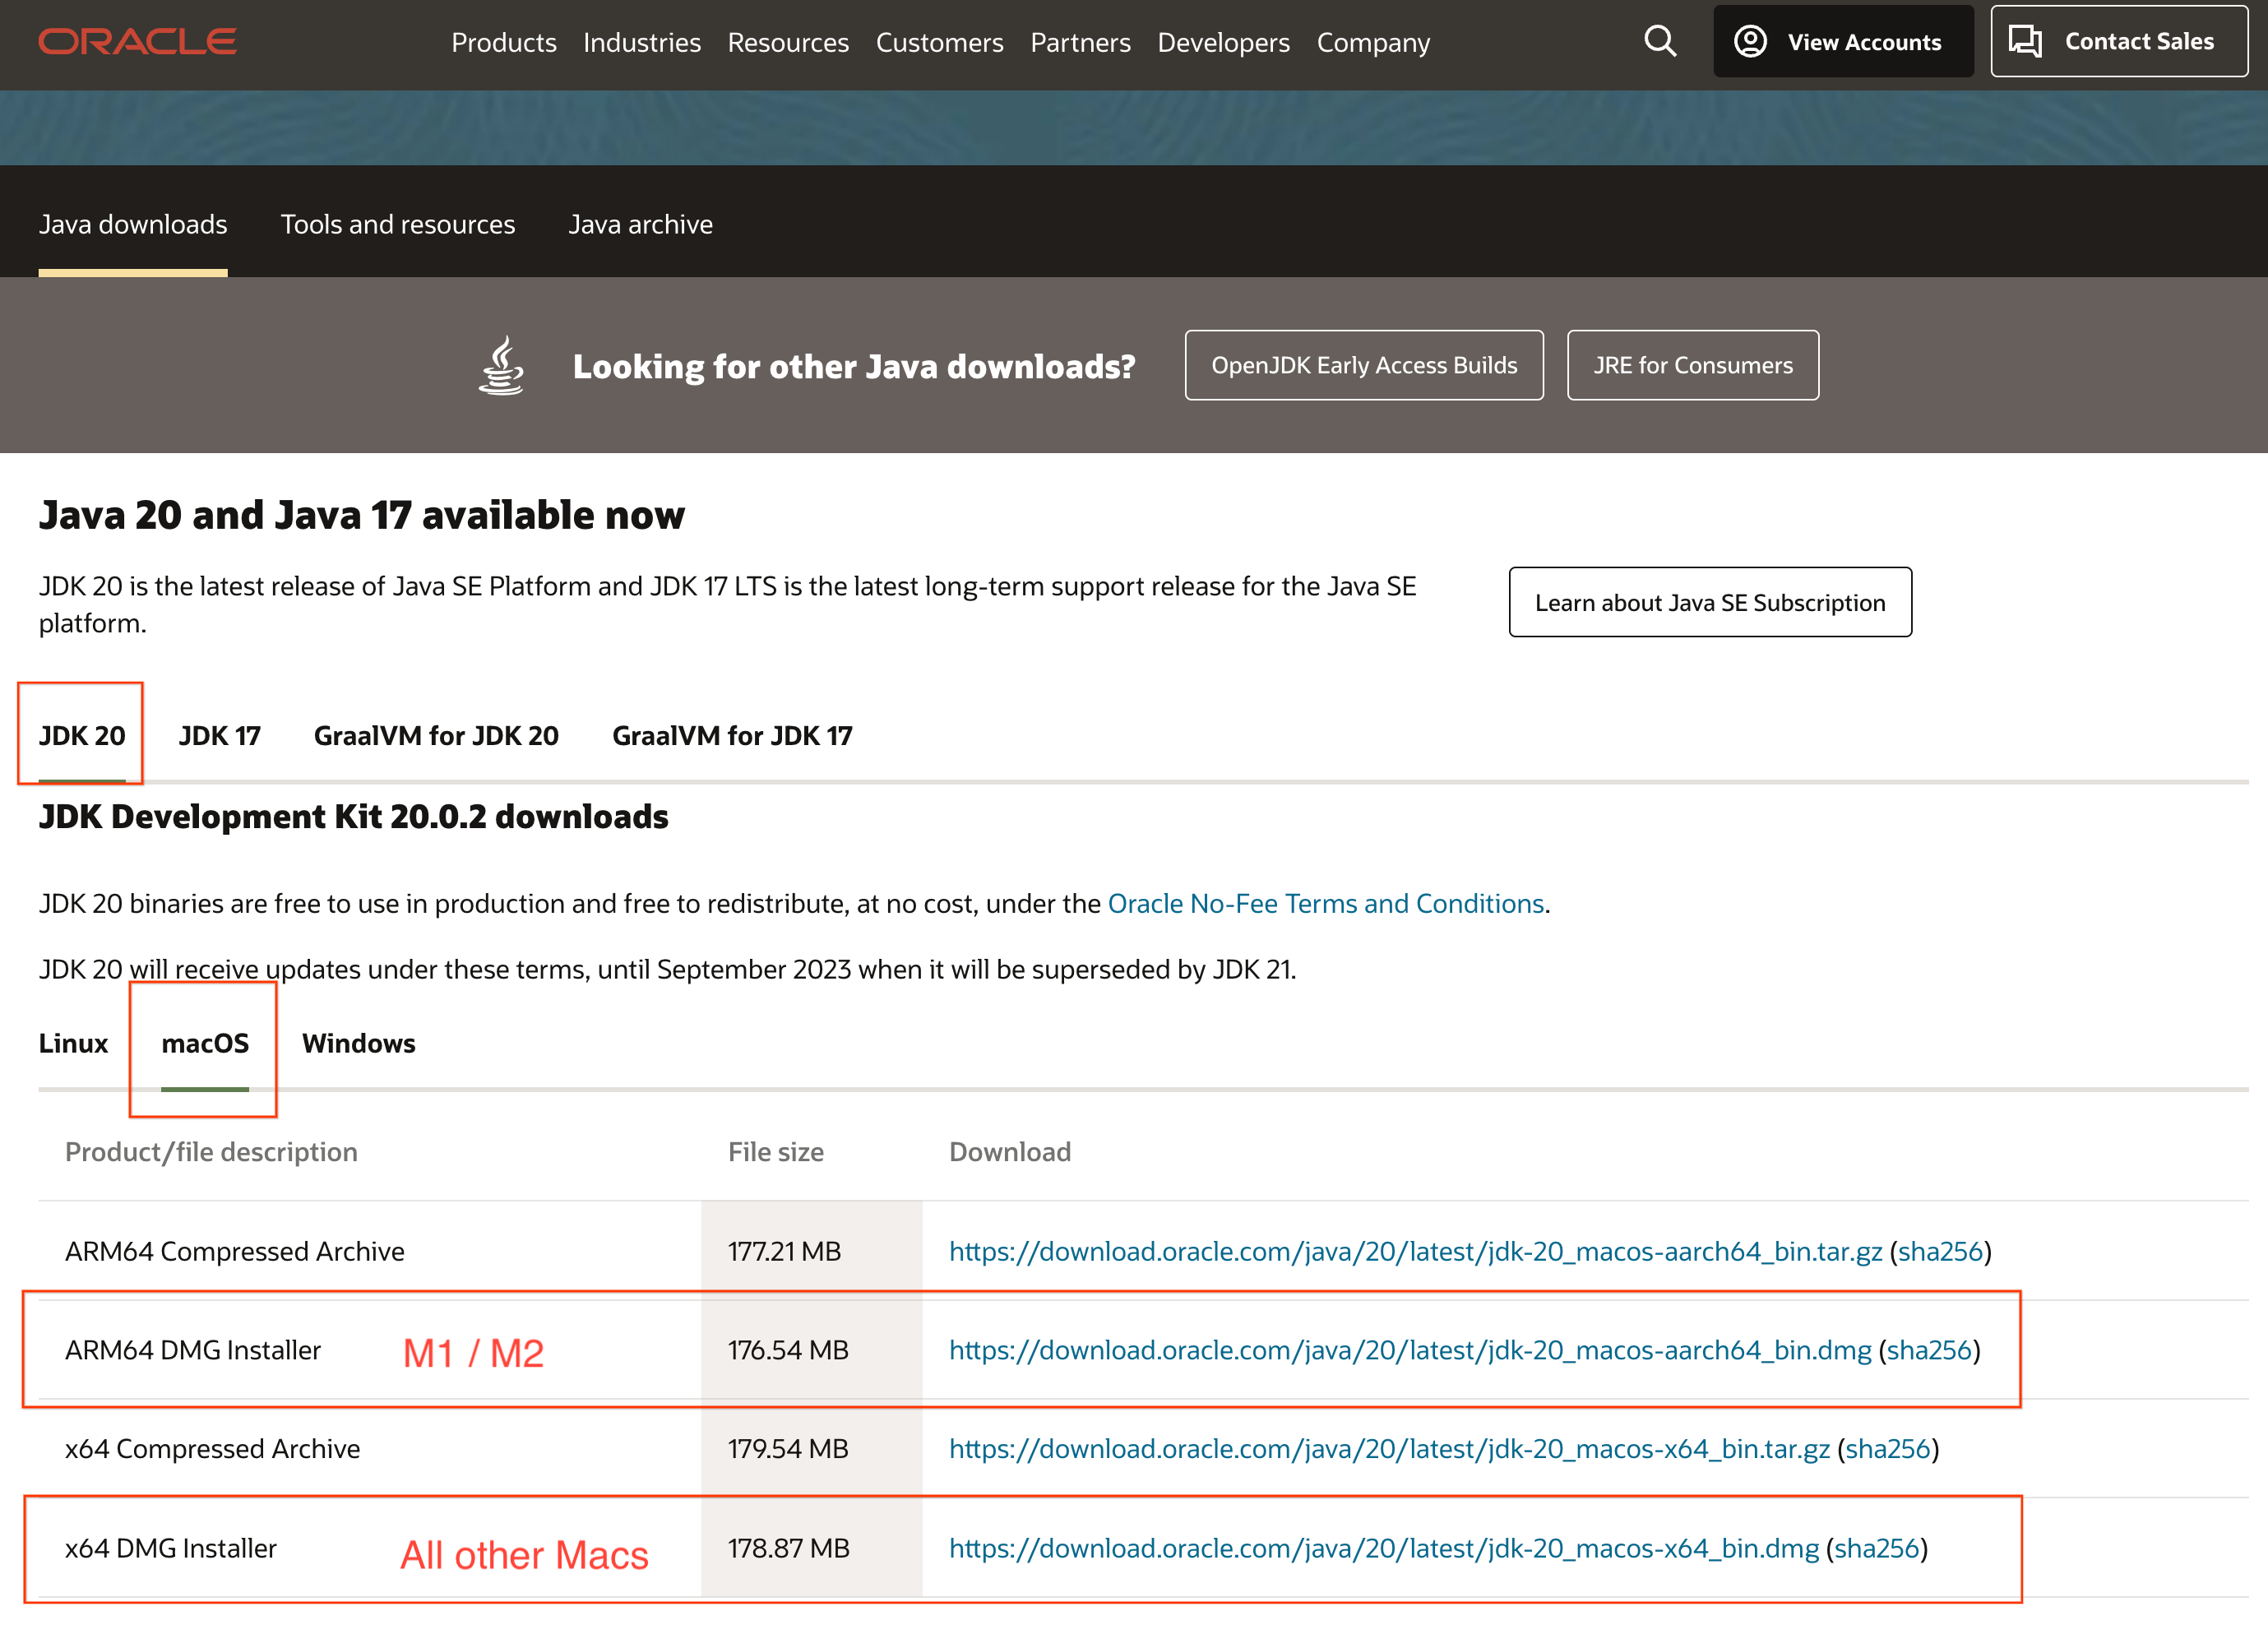 ORACLE
Products Industries Resources Customers Partners Developers Company
View Accounts
Contact Sales
Java downloads Tools and resources Java archive
Looking for other Java downloads? OpenJDK Early Access Builds JRE for Consumers
Java 20 and Java 17 available now
JDK 20 is the latest release of Java SE Platform and JDK 17 LTS is the latest long-term support release for the Java SE
platform.
Learn about Java SE Subscription
JDK 20 JDK 17 GraalVM for JDK 20 GraalVM for JDK 17
JDK Development Kit 20.0.2 downloads
JDK 20 binaries are free to use in production and free to redistribute, at no cost, under the Oracle No-Fee Terms and Conditions.
JDK 20 will receive updates under these terms, until September 2023 when it will be superseded by JDK 21.
Linux macOS Windows
Product/file description File size Download
ARM64 Compressed Archive 177.21 MB https://download.oracle.com/java/20/latest/jdk-20_macos-aarch64_bin.tar.gz (sha256)
ARM64 DMG Installer M1 / M2 176.54 MB https://download.oracle.com/java/20/latest/jdk-20_macos-aarch64_bin.dmg (sha256)
x64 Compressed Archive 179.54 MB https://download.oracle.com/java/20/latest/jdk-20_macos-x64_bin.tar.gz (sha256)
x64 DMG Installer All other Macs 178.87 MB https://download.oracle.com/java/20/latest/jdk-20_macos-x64_bin.dmg (sha256)